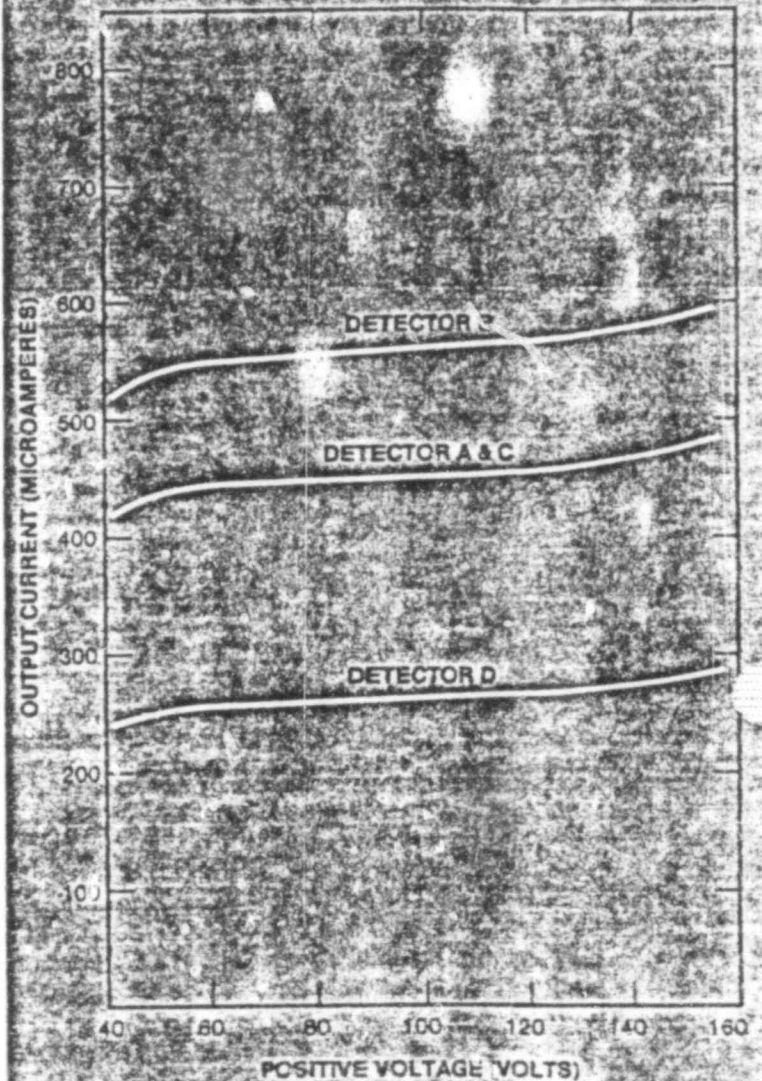 800
700
600
500
400
300
200
100
OUTPUT CURRENT (MICROAMPERES)
DETECTOR
DETECTOR A & C
DETECTOR D
40 60 80 100 120 140 160
POSITIVE VOLTAGE (VOLTS)